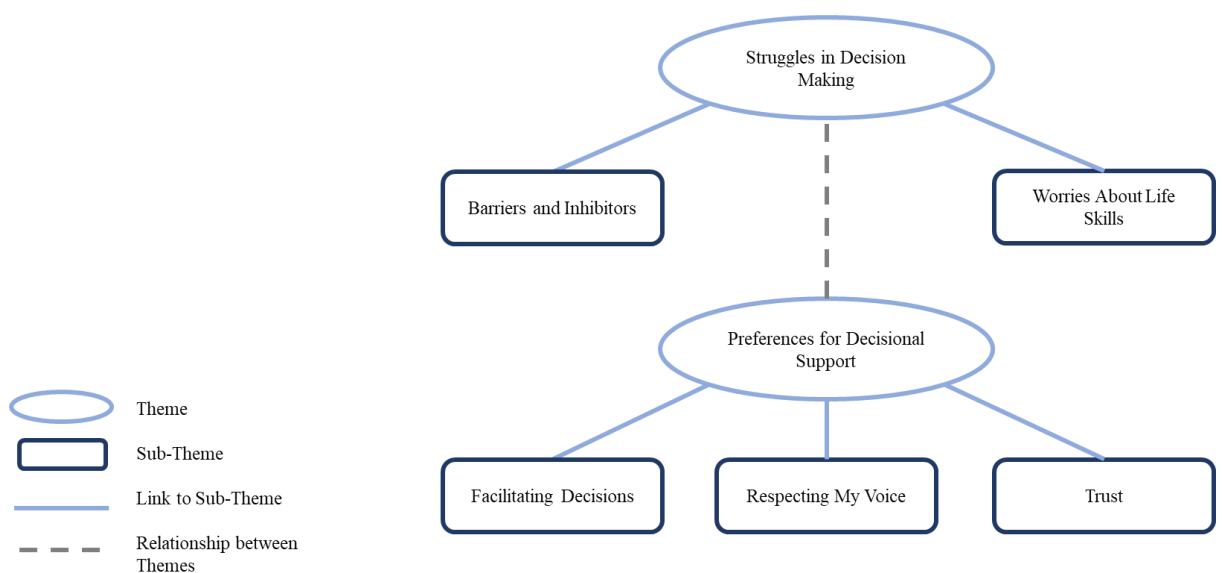 Struggles in Decision
Making
Barriers and Inhibitors
Worries About Life
Skills
Preferences for Decisional
Support
Facilitating Decisions
Respecting My Voice
Trust
Theme
Sub-Theme
Link to Sub-Theme
Relationship between
Themes